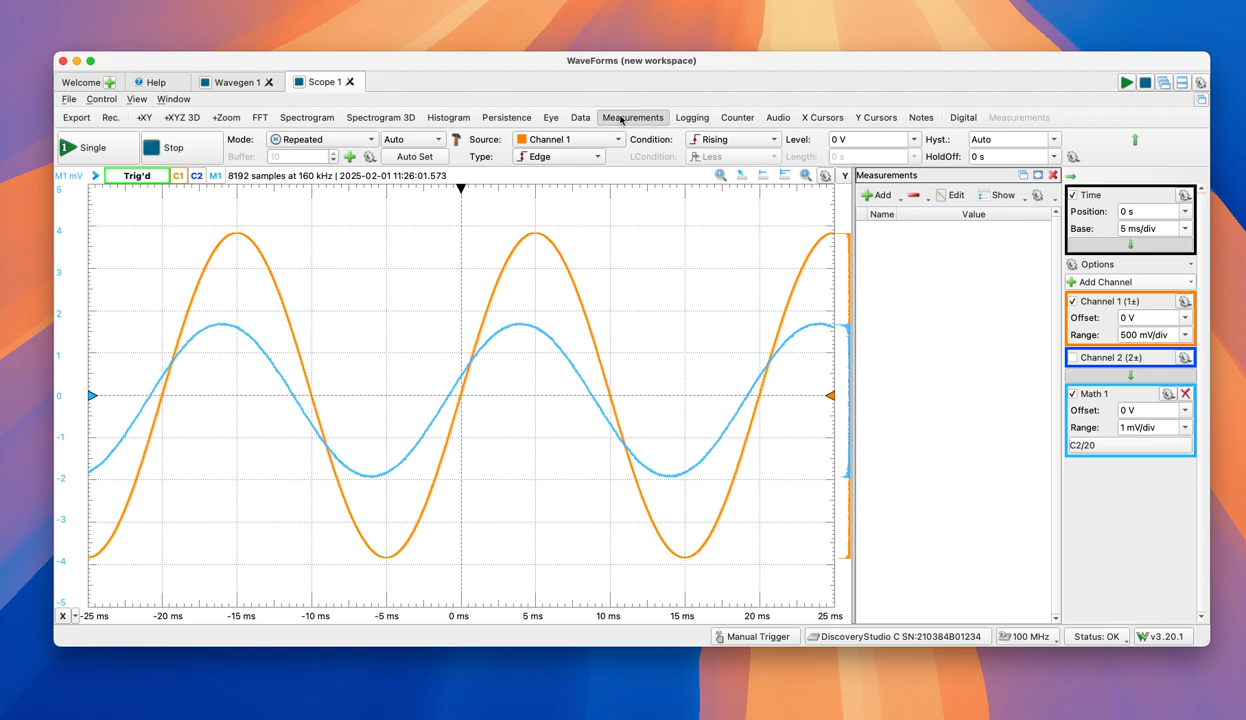 WaveForms (new workspace)
Welcome Help Wavegen 1 Scope 1
File Control View Window
Export Rec. +XY +XYZ 3D +Zoom FFT Spectrogram Spectrogram 3D Histogram Persistence Eye Data Measurements Logging Counter Audio X Cursors Y Cursors Notes Digital Measurements
Single Stop Mode: Repeated Auto Source: Channel 1 Condition: Rising Level: 0 V Hyst.: Auto
Buffer: 10 Auto Set Type: Edge LCondition: Less Length: 0 s HoldOff: 0 s
M1 mV Trig'd C1 C2 M1 8192 samples at 160 kHz | 2025-02-01 11:26:01.573 Y
5
4
3
2
1
0
-1
-2
-3
-4
-5
X -25 ms -20 ms -15 ms -10 ms -5 ms 0 ms 5 ms 10 ms 15 ms 20 ms 25 ms
Measurements
Add Edit Show
Name Value
Time
Position: 0 s
Base: 5 ms/div
Options
Add Channel
Channel 1 (1±)
Offset: 0 V
Range: 500 mV/div
Channel 2 (2±)
Math 1
Offset: 0 V
Range: 1 mV/div
C2/20
Manual Trigger DiscoveryStudio C SN:210384B01234 100 MHz Status: OK W v3.20.1